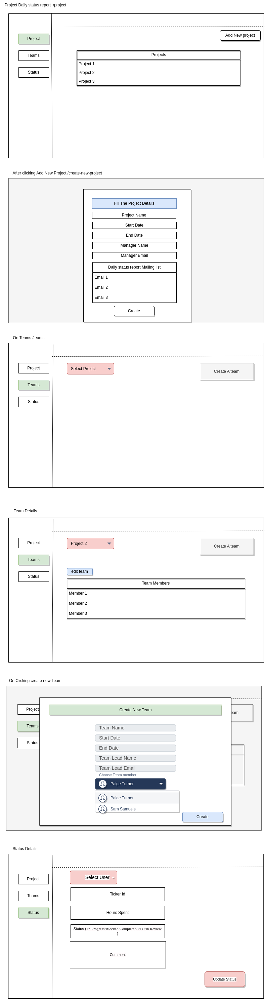 Project Daily status report  /project
Add New project
Project
Teams
Status
Projects
Project 1
Project 2
Project 3
After clicking Add New Project /create-new-project
Fill The Project Details
Project Name
Start Date
End Date
Manager Name
Manager Email
Daily status report Mailing list
Email 1
Email 2
Email 3
Create
On Teams /teams
Project
Teams
Status
Select Project
Create A team
Team Details
Project
Teams
Status
Project 2
Create A team
edit team
Team Members
Member 1
Member 2
Member 3
On Clicking create new Team
Project
Teams
Status
eam
Create New Team
Team Name
Start Date
End Date
Team Lead Name
Team Lead Email
Choose Team member
Paige Turner
Paige Turner
Sam Samuels
Create
Status Details
Project
Teams
Status
Select User
Ticker Id
Hours Spent
Status ( In Progress/Blocked/Completed/PTO/In Review
)
Comment
Update Status